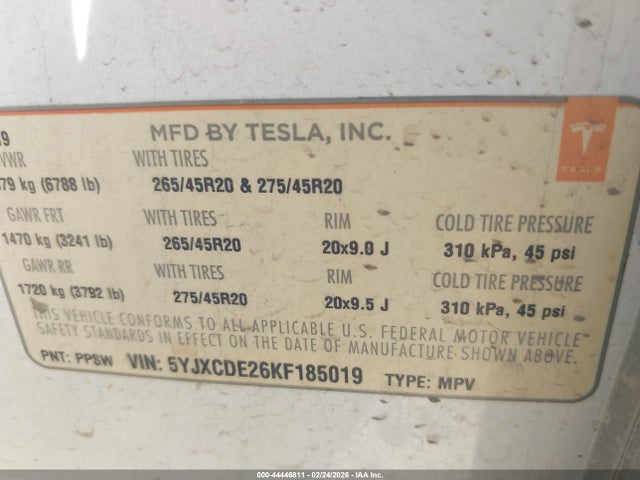 19 MFD BY TESLA, INC.
VWR WITH TIRES TESLA
79 kg (6788 lb) 265/45R20 & 275/45R20
GAWR FRT WITH TIRES RIM COLD TIRE PRESSURE
1470 kg (3241 lb) 265/45R20 20x9.0 J 310 kPa, 45 psi
GAWR RR WITH TIRES RIM COLD TIRE PRESSURE
1720 kg (3792 lb) 275/45R20 20x9.5 J 310 kPa, 45 psi
THIS VEHICLE CONFORMS TO ALL APPLICABLE U.S. FEDERAL MOTOR VEHICLE
SAFETY STANDARDS IN EFFECT ON THE DATE OF MANUFACTURE SHOWN ABOVE.
PNT: PPSW VIN: 5YJXCDE26KF185019 TYPE: MPV
000-44446811 - 02/24/2026 - IAA Inc.